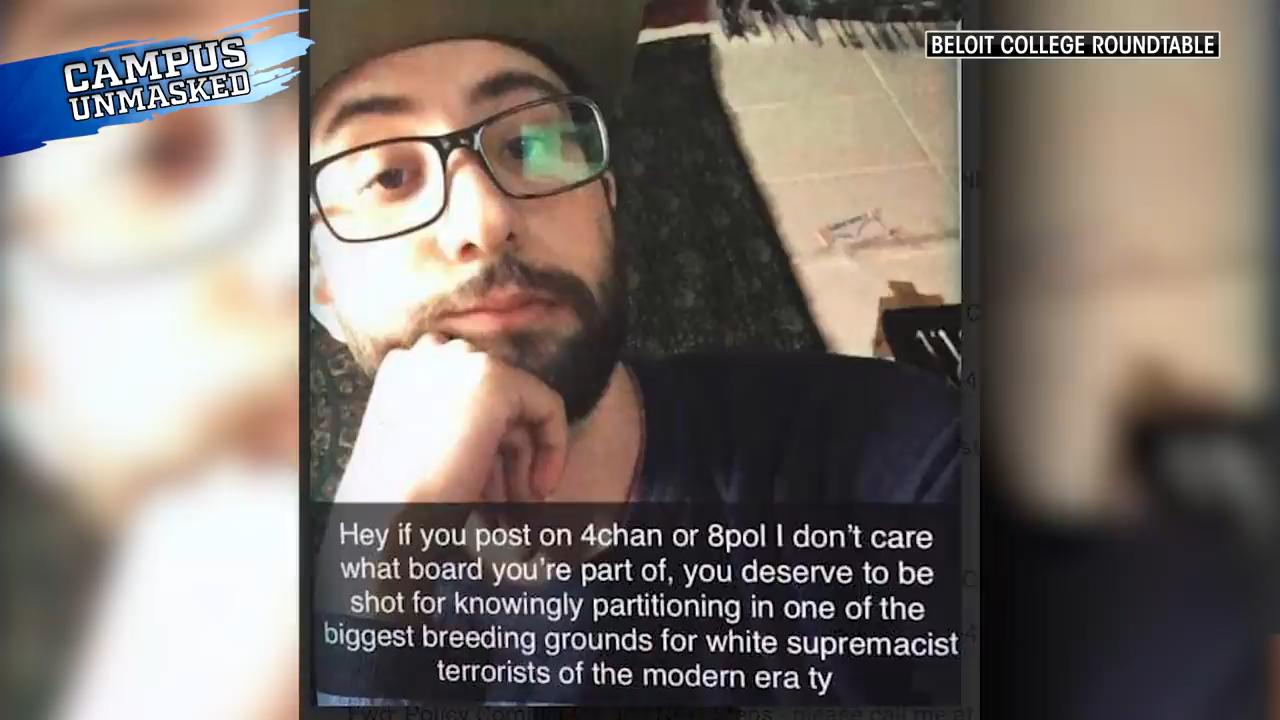 CAMPUS
UNMASKED
BELOIT COLLEGE ROUNDTABLE
Hey if you post on 4chan or 8pol I don't care
what board you're part of, you deserve to be
shot for knowingly partitioning in one of the
biggest breeding grounds for white supremacist
terrorists of the modern era ty